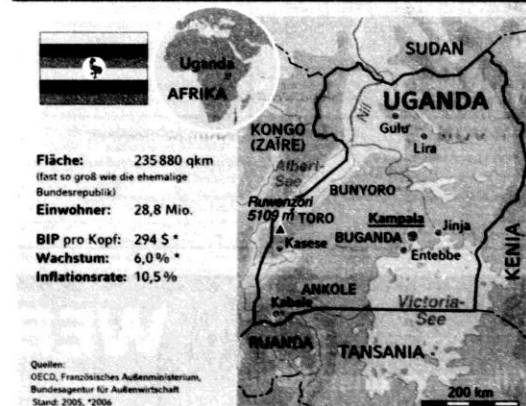 Uganda
AFRIKA
SUDAN
UGANDA
Nil
Gulu
Lira
KONGO
(ZAÏRE)
Albert-
See
BUNYORO
Ruwenzori
5109 m
TORO
Kampala
Jinja
Kasese
BUGANDA
Entebbe
KENIA
ANKOLE
Kabale
Victoria-
See
RUANDA
TANSANIA
200 km
Fläche: 235 880 qkm
(fast so groß wie die ehemalige
Bundesrepublik)
Einwohner: 28,8 Mio.
BIP pro Kopf: 294 $ *
Wachstum: 6,0 % *
Inflationsrate: 10,5 %
Quellen:
OECD, Französisches Außenministerium,
Bundesagentur für Außenwirtschaft
Stand: 2005, *2006